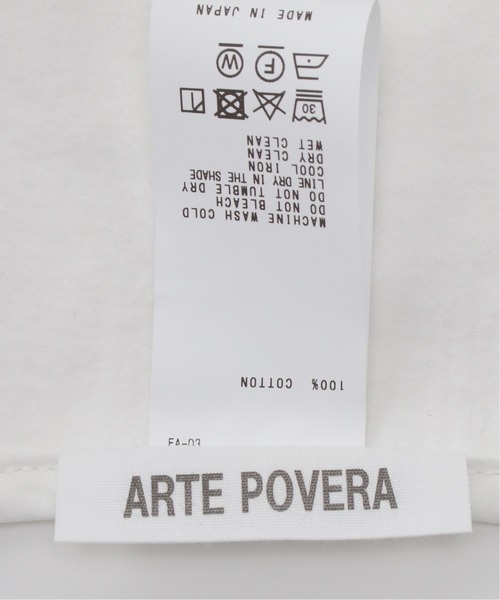 100% COTTON
MACHINE WASH COLD
DO NOT BLEACH
DO NOT TUMBLE DRY
LINE DRY IN THE SHADE
COOL IRON
DRY CLEAN
WET CLEAN
30
F W
MADE IN JAPAN
FA-03
ARTE POVERA